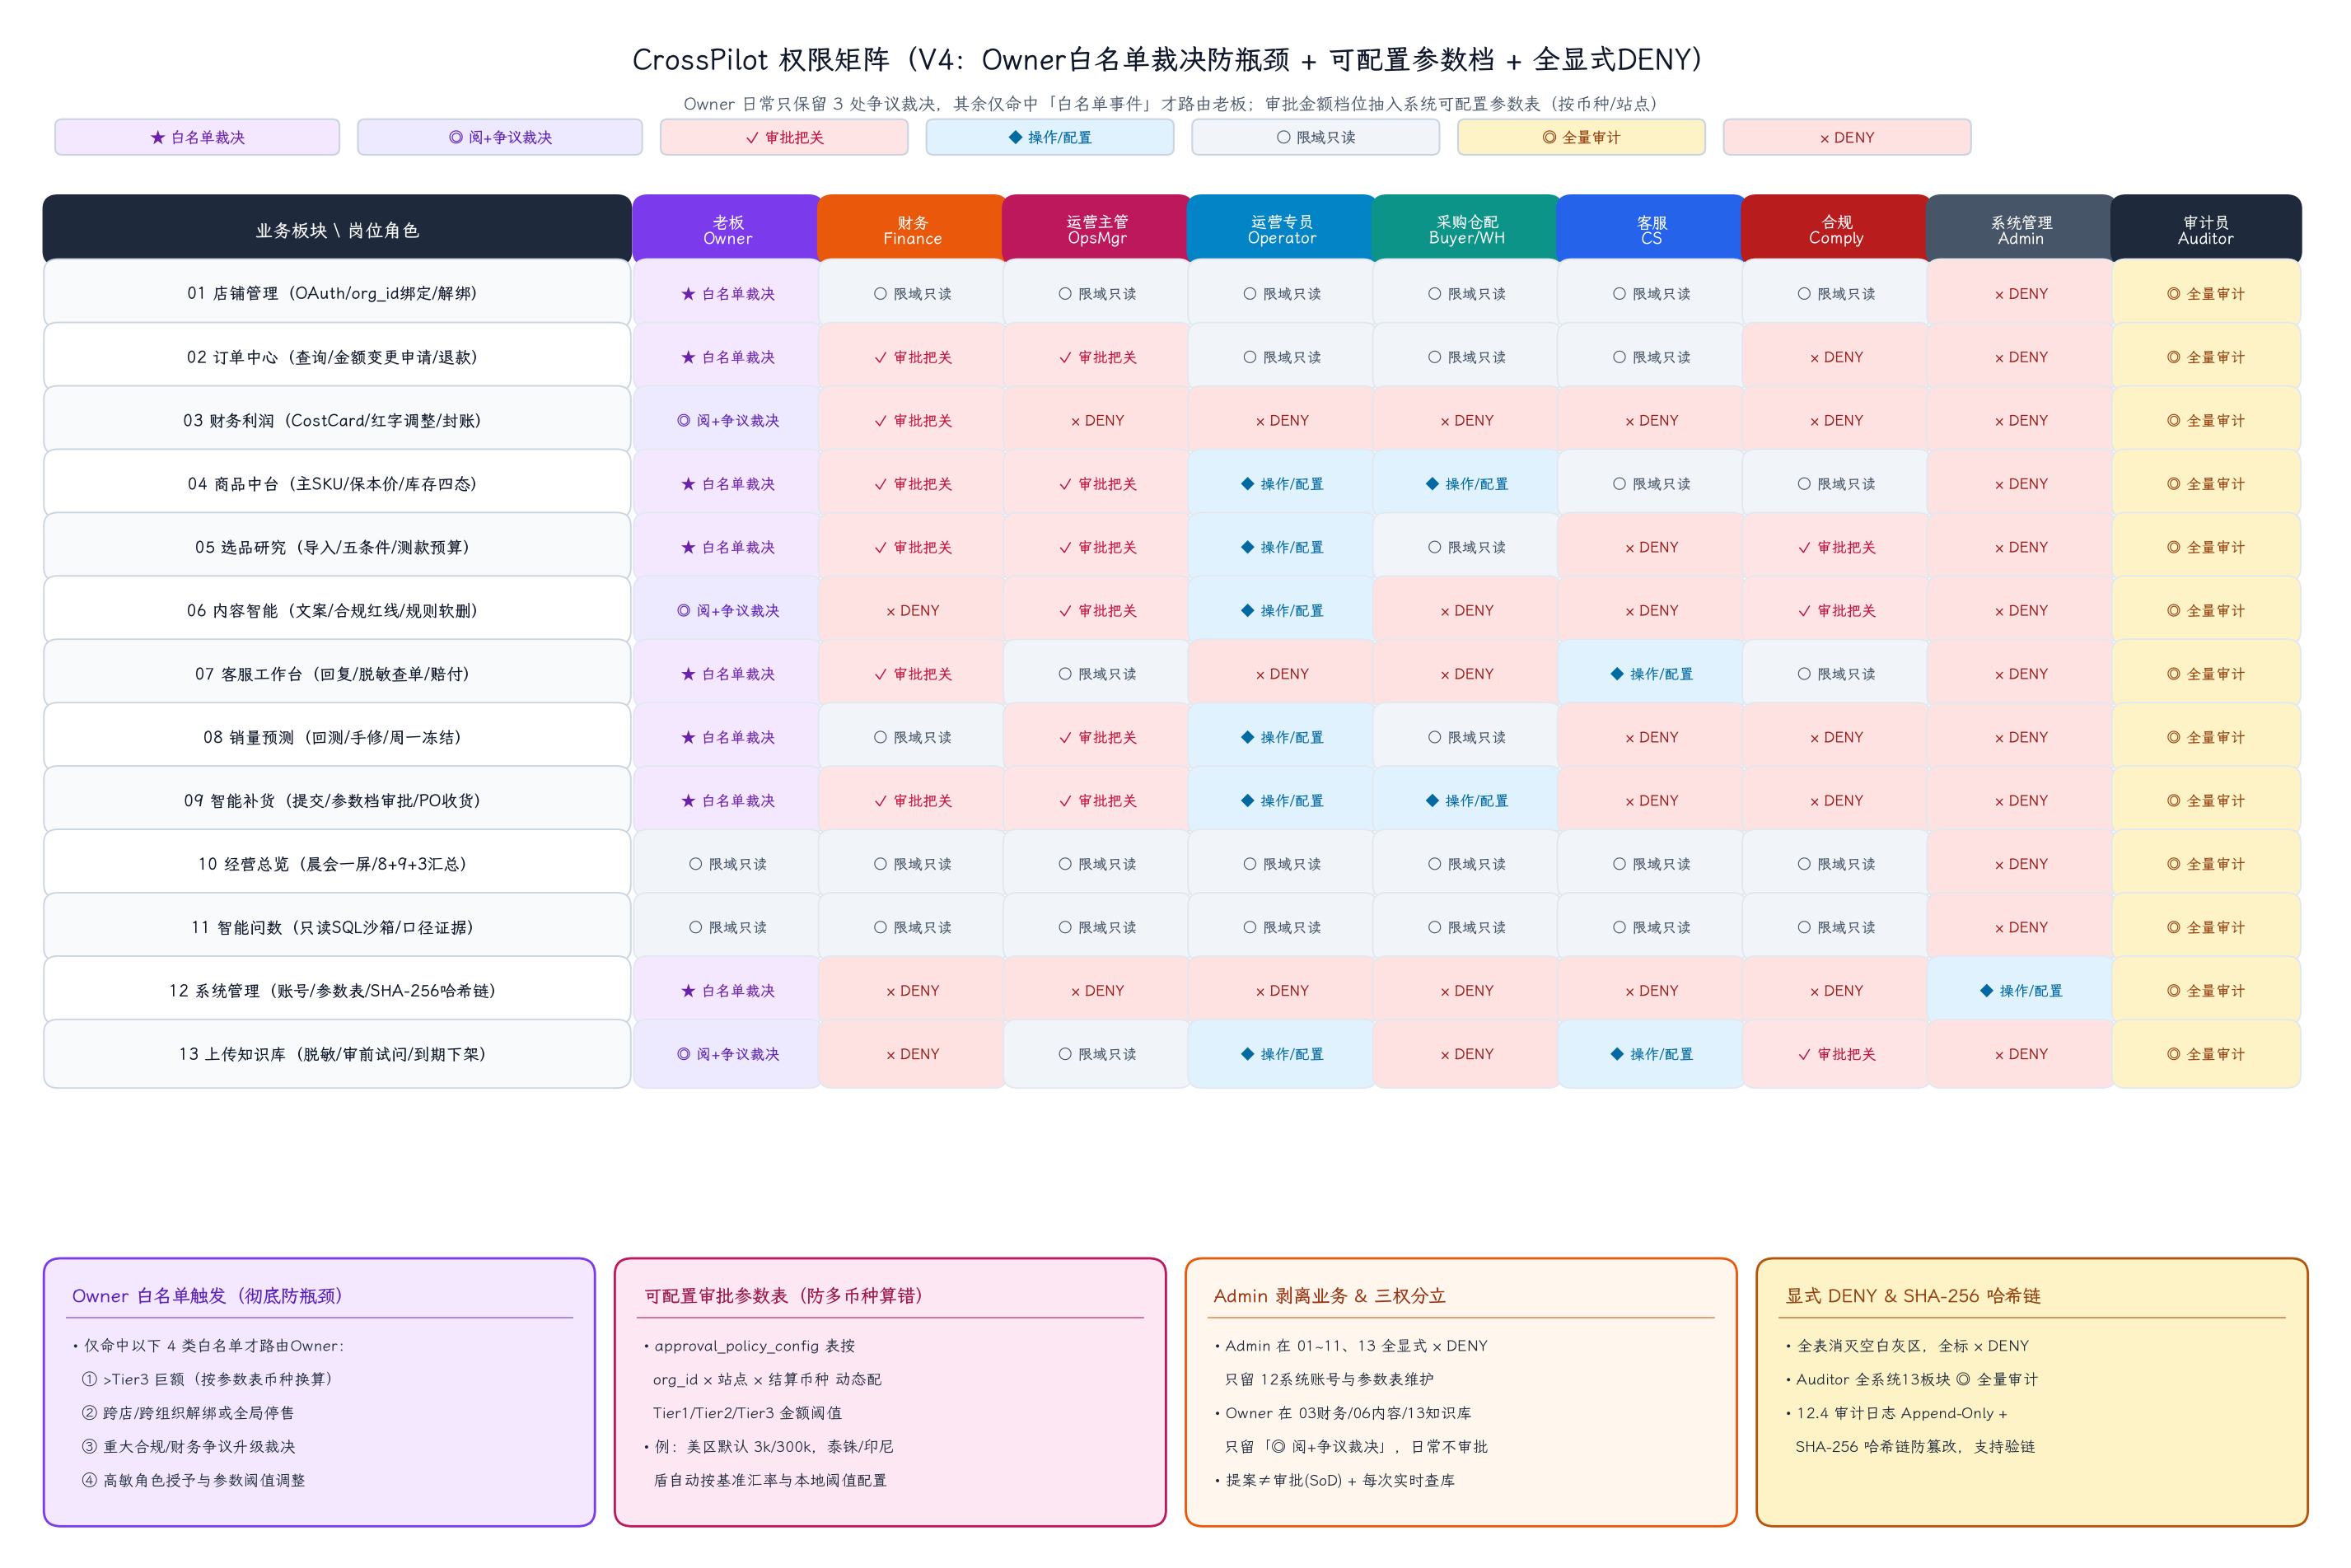 CrossPilot 权限矩阵（V4：Owner白名单裁决防瓶颈 + 可配置参数档 + 全显式DENY）
Owner 日常只保留 3 处争议裁决，其余仅命中「白名单事件」才路由老板；审批金额档位抽入系统可配置参数表（按币种/站点）
★ 白名单裁决 ◎ 阅+争议裁决 ✓ 审批把关 ◆ 操作/配置 ○ 限域只读 ◎ 全量审计 × DENY
业务板块 \ 岗位角色 老板 财务 运营主管 运营专员 采购仓配 客服 合规 系统管理 审计员
Owner Finance OpsMgr Operator Buyer/WH CS Comply Admin Auditor
01 店铺管理（OAuth/org_id绑定/解绑） ★ 白名单裁决 ○ 限域只读 ○ 限域只读 ○ 限域只读 ○ 限域只读 ○ 限域只读 ○ 限域只读 × DENY ◎ 全量审计
02 订单中心（查询/金额变更申请/退款） ★ 白名单裁决 ✓ 审批把关 ✓ 审批把关 ○ 限域只读 ○ 限域只读 ○ 限域只读 × DENY × DENY ◎ 全量审计
03 财务利润（CostCard/红字调整/封账） ◎ 阅+争议裁决 ✓ 审批把关 × DENY × DENY × DENY × DENY × DENY × DENY ◎ 全量审计
04 商品中台（主SKU/保本价/库存四态） ★ 白名单裁决 ✓ 审批把关 ✓ 审批把关 ◆ 操作/配置 ◆ 操作/配置 ○ 限域只读 ○ 限域只读 × DENY ◎ 全量审计
05 选品研究（导入/五条件/测款预算） ★ 白名单裁决 ✓ 审批把关 ✓ 审批把关 ◆ 操作/配置 ○ 限域只读 × DENY ✓ 审批把关 × DENY ◎ 全量审计
06 内容智能（文案/合规红线/规则软删） ◎ 阅+争议裁决 × DENY ✓ 审批把关 ◆ 操作/配置 × DENY × DENY ✓ 审批把关 × DENY ◎ 全量审计
07 客服工作台（回复/脱敏查单/赔付） ★ 白名单裁决 ✓ 审批把关 ○ 限域只读 × DENY × DENY ◆ 操作/配置 ○ 限域只读 × DENY ◎ 全量审计
08 销量预测（回测/手修/周一冻结） ★ 白名单裁决 ○ 限域只读 ✓ 审批把关 ◆ 操作/配置 ○ 限域只读 × DENY × DENY × DENY ◎ 全量审计
09 智能补货（提交/参数档审批/PO收货） ★ 白名单裁决 ✓ 审批把关 ✓ 审批把关 ◆ 操作/配置 ◆ 操作/配置 × DENY × DENY × DENY ◎ 全量审计
10 经营总览（晨会一屏/8+9+3汇总） ○ 限域只读 ○ 限域只读 ○ 限域只读 ○ 限域只读 ○ 限域只读 ○ 限域只读 ○ 限域只读 × DENY ◎ 全量审计
11 智能问数（只读SQL沙箱/口径证据） ○ 限域只读 ○ 限域只读 ○ 限域只读 ○ 限域只读 ○ 限域只读 ○ 限域只读 ○ 限域只读 × DENY ◎ 全量审计
12 系统管理（账号/参数表/SHA-256哈希链） ★ 白名单裁决 × DENY × DENY × DENY × DENY × DENY × DENY ◆ 操作/配置 ◎ 全量审计
13 上传知识库（脱敏/审前试问/到期下架） ◎ 阅+争议裁决 × DENY ○ 限域只读 ◆ 操作/配置 × DENY ◆ 操作/配置 ✓ 审批把关 × DENY ◎ 全量审计
Owner 白名单触发（彻底防瓶颈）
• 仅命中以下 4 类白名单才路由Owner：
① >Tier3 巨额（按参数表币种换算）
② 跨店/跨组织解绑或全局停售
③ 重大合规/财务争议升级裁决
④ 高敏角色授予与参数阈值调整
可配置审批参数表（防多币种算错）
• approval_policy_config 表按
org_id × 站点 × 结算币种 动态配
Tier1/Tier2/Tier3 金额阈值
• 例：美区默认 3k/300k，泰铢/印尼
盾自动按基准汇率与本地阈值配置
Admin 剥离业务 & 三权分立
• Admin 在 01~11、13 全显式 × DENY
只留 12系统账号与参数表维护
• Owner 在 03财务/06内容/13知识库
只留「◎ 阅+争议裁决」，日常不审批
• 提案≠审批(SoD) + 每次实时查库
显式 DENY & SHA-256 哈希链
• 全表消灭空白灰区，全标 × DENY
• Auditor 全系统13板块 ◎ 全量审计
• 12.4 审计日志 Append-Only +
SHA-256 哈希链防篡改，支持验链